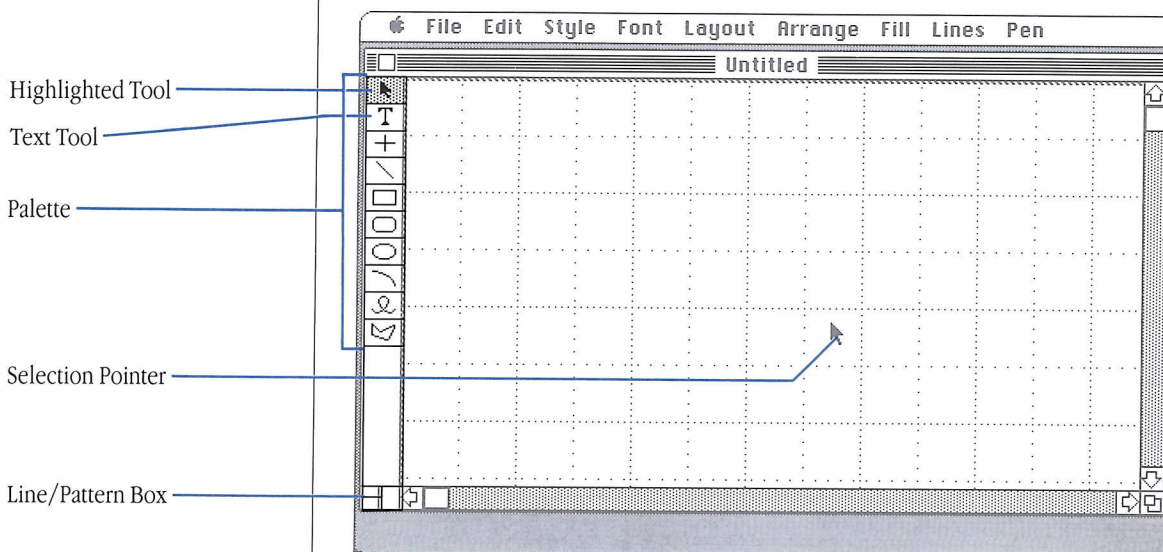 File Edit Style Font Layout Arrange Fill Lines Pen
Untitled
Highlighted Tool
Text Tool
T
Palette
Selection Pointer
Line/Pattern Box